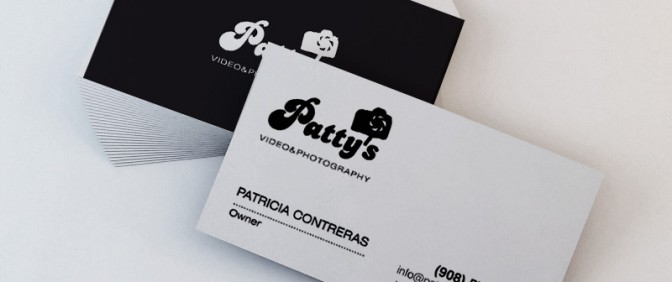 VIDEO&PHOTOGRAPHY
Patty's
VIDEO&PHOTOGRAPHY
PATRICIA CONTRERAS
Owner
(908)